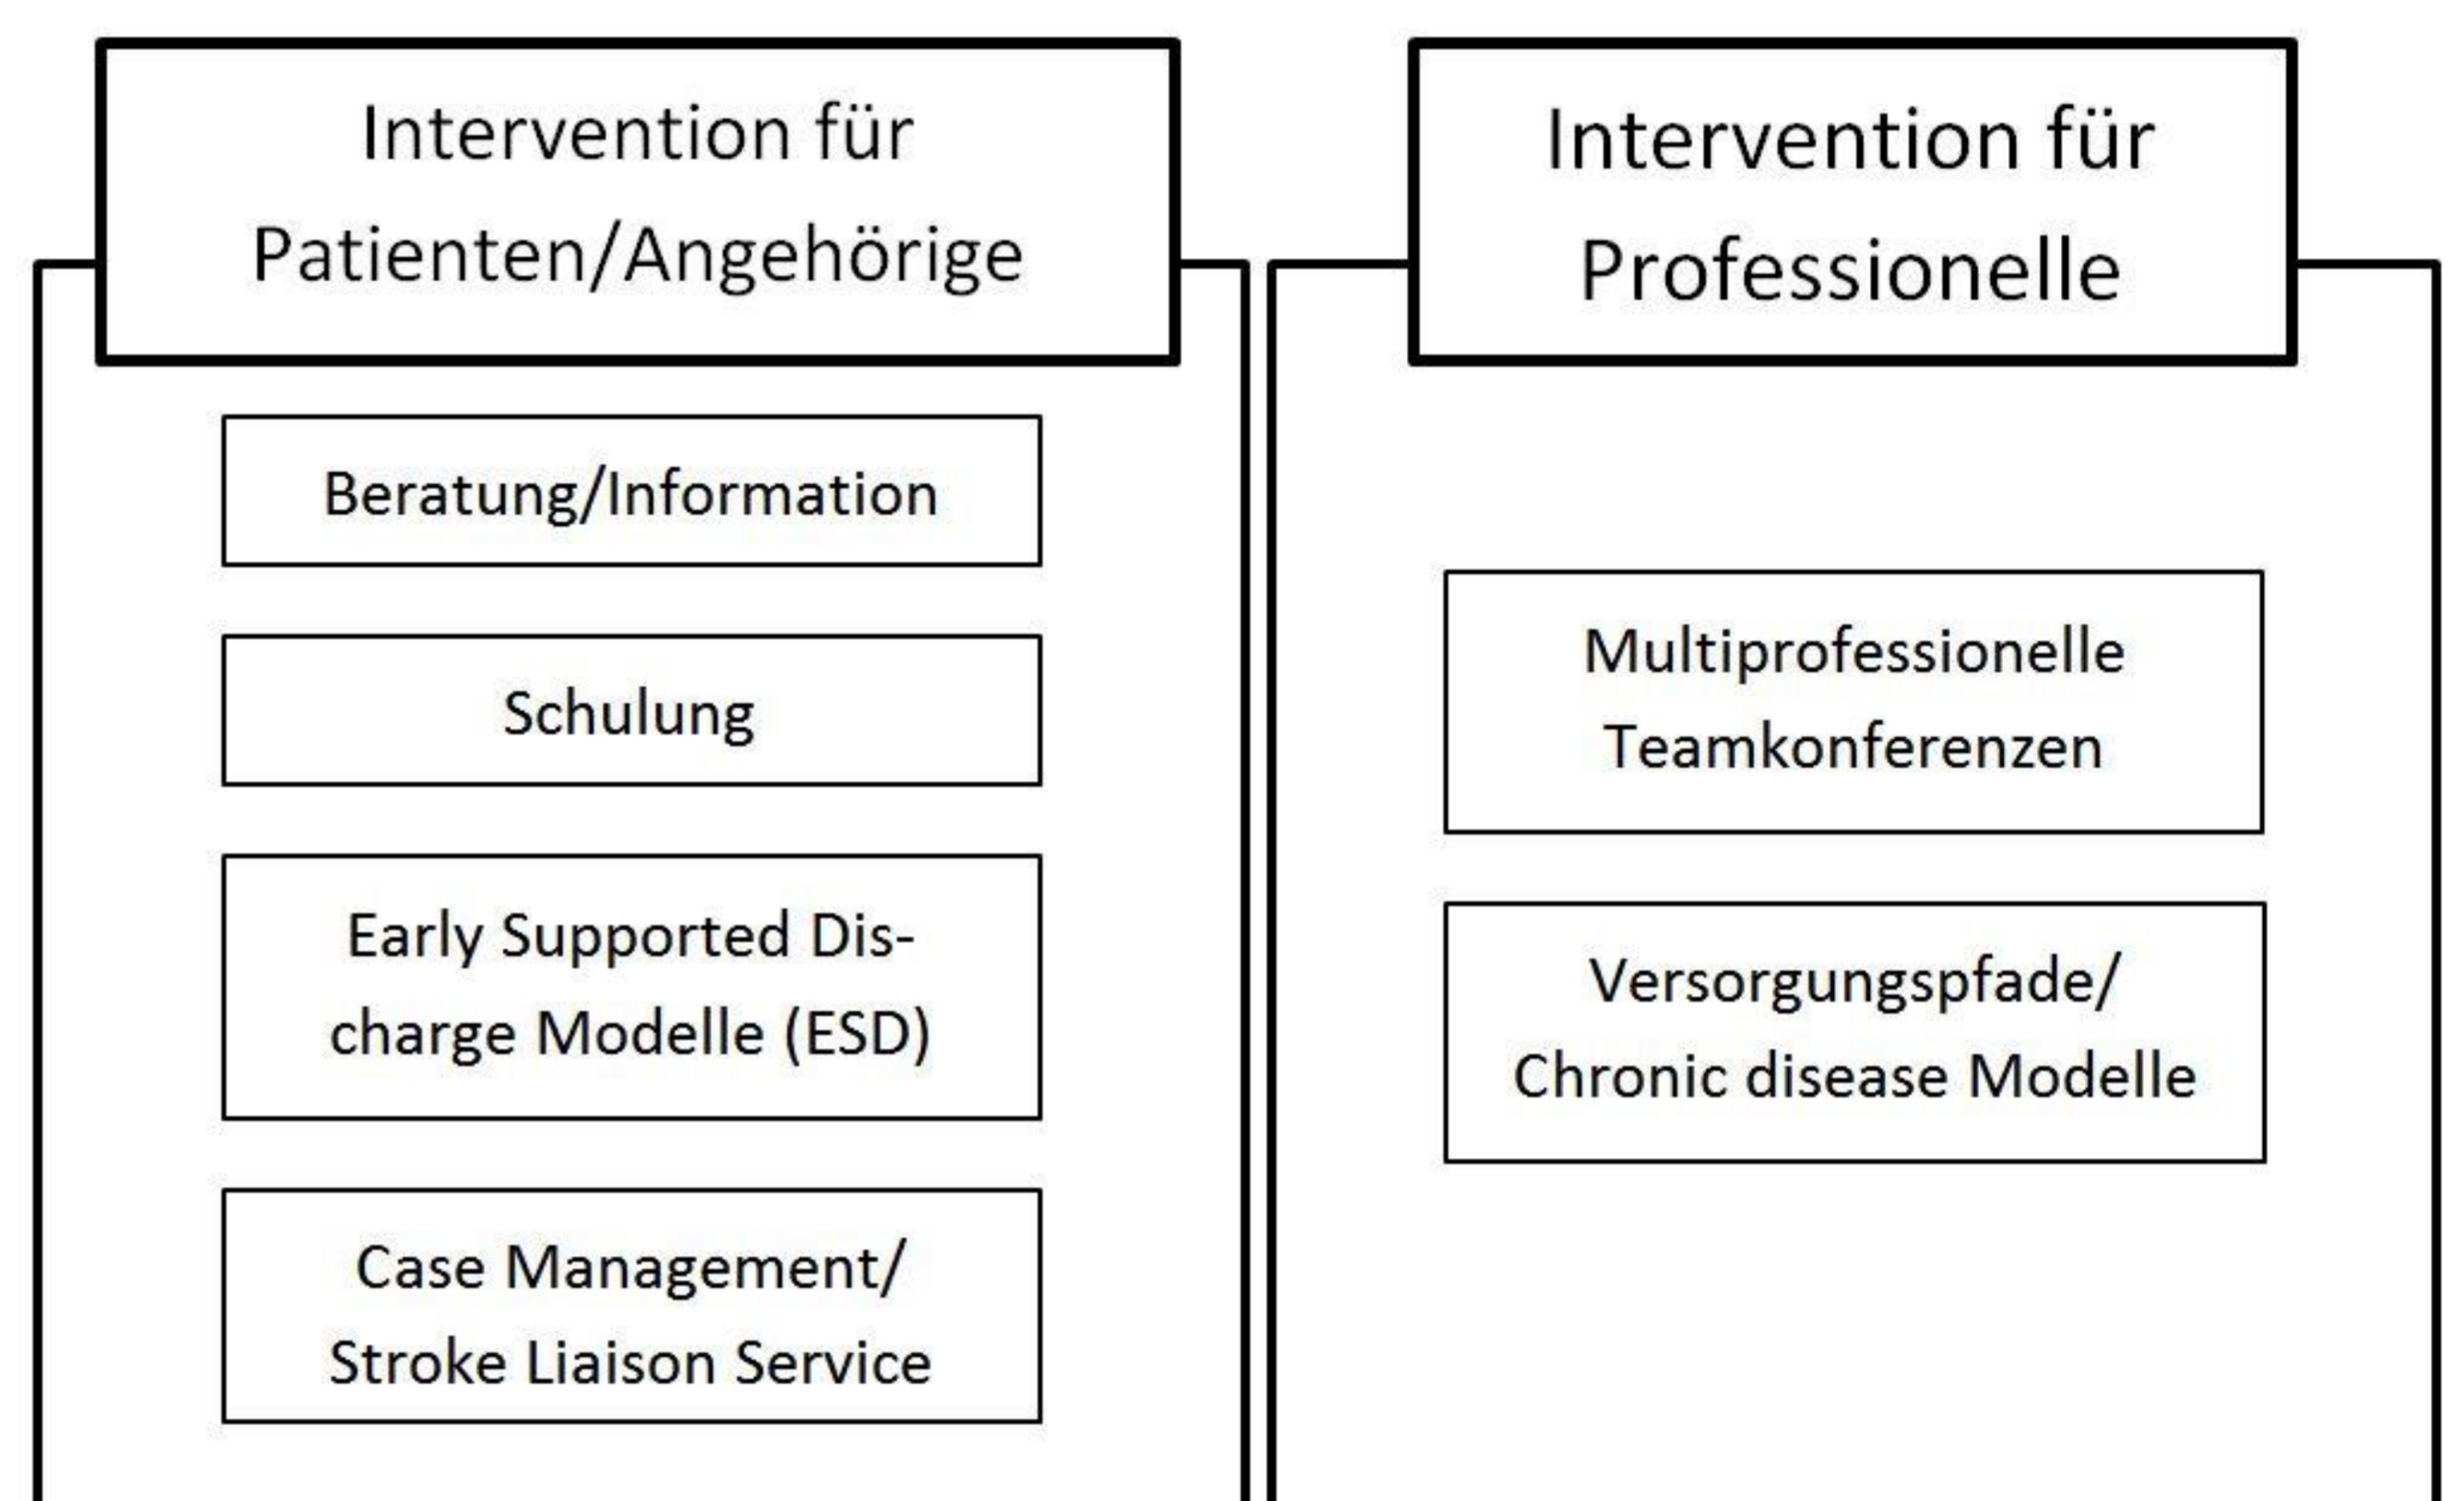 Intervention für
Patienten/Angehörige
Beratung/Information
Schulung
Early Supported Dis-
charge Modelle (ESD)
Case Management/
Stroke Liaison Service
Intervention für
Professionelle
Multiprofessionelle
Teamkonferenzen
Versorgungspfade/
Chronic disease Modelle